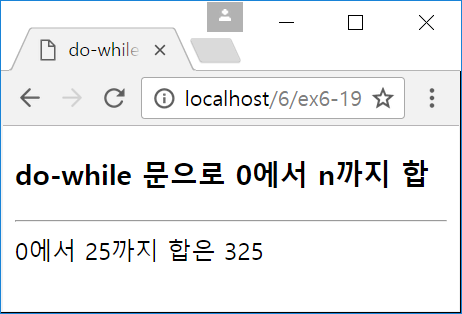 do-while
localhost/6/ex6-19
do-while 문으로 0에서 n까지 합
0에서 25까지 합은 325